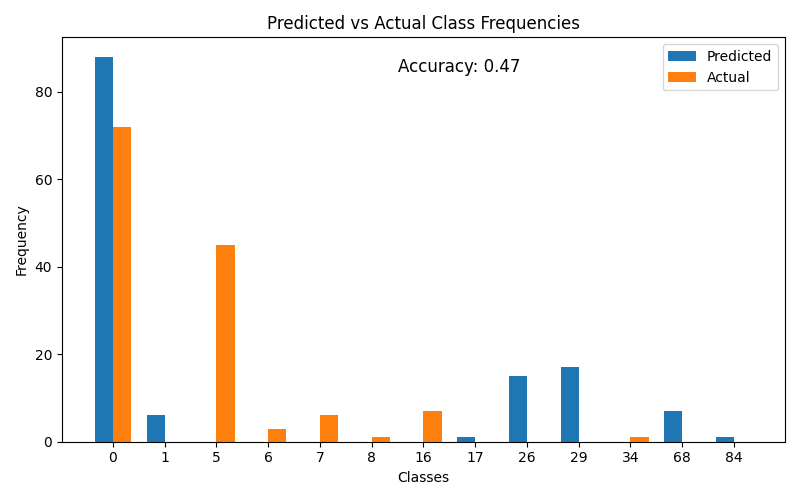 Predicted vs Actual Class Frequencies
Accuracy: 0.47
Predicted
Actual
Frequency
80
60
40
20
0
0 1 5 6 7 8 16 17 26 29 34 68 84
Classes